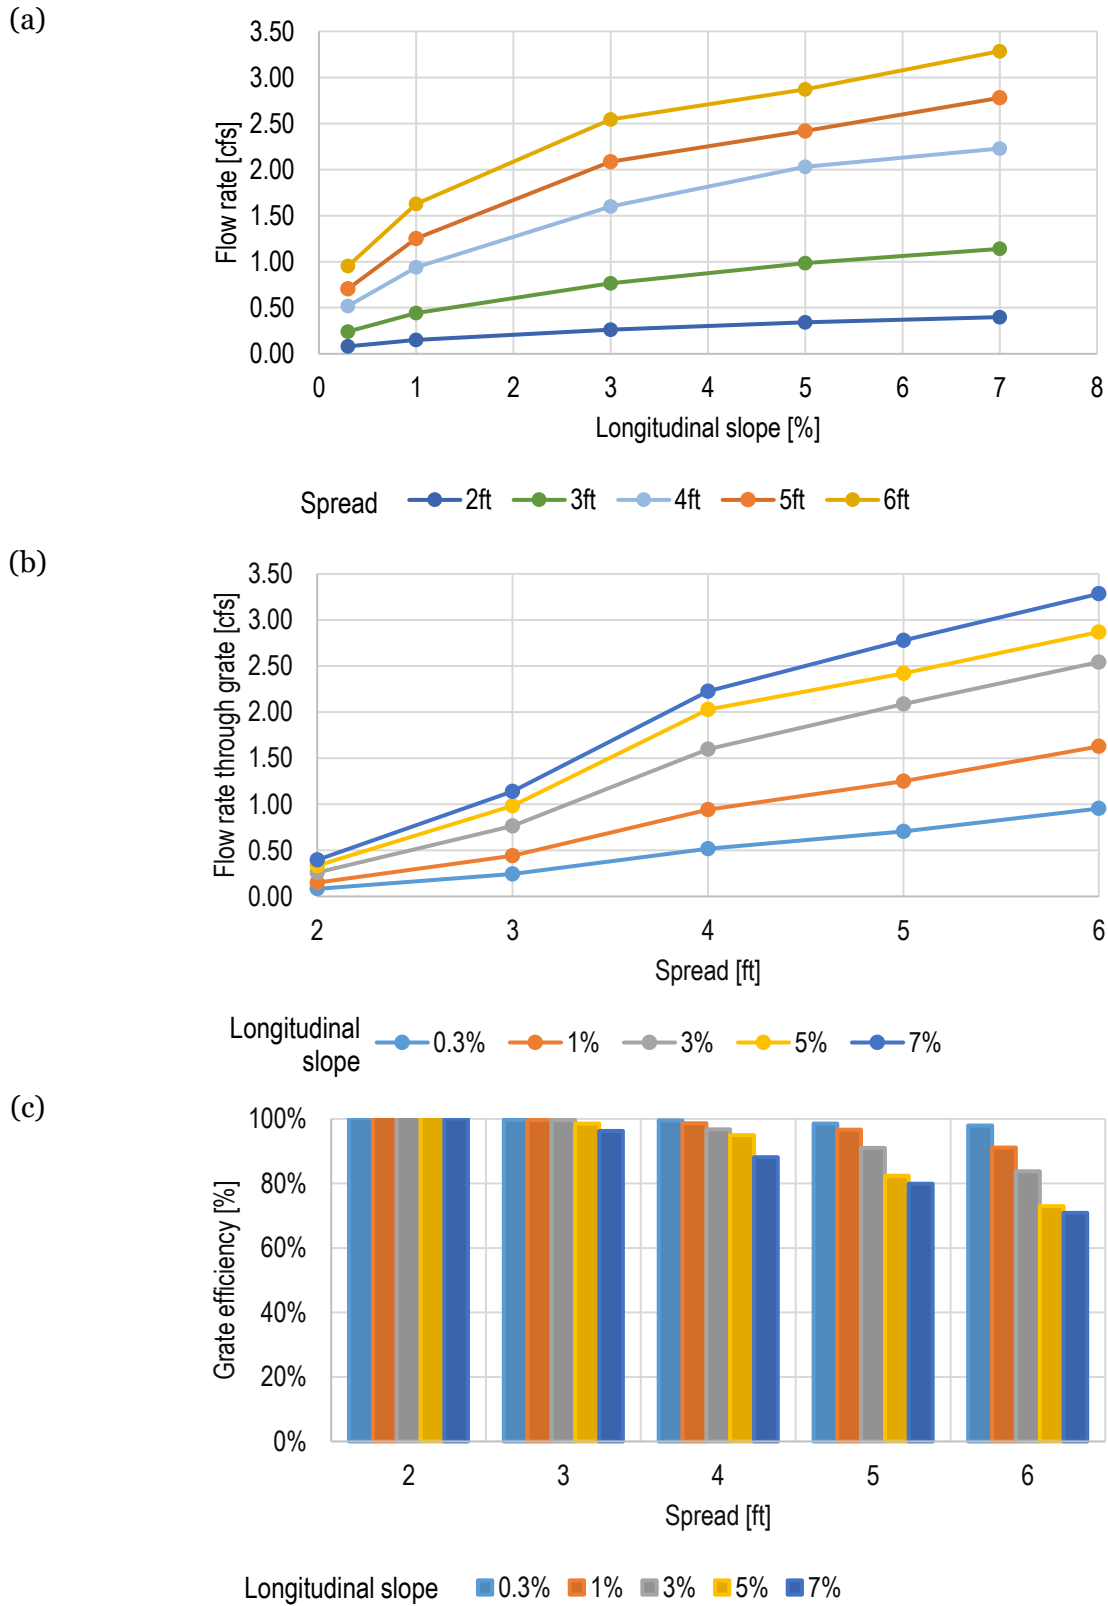 (a)
Flow rate [cfs]
3.50
3.00
2.50
2.00
1.50
1.00
0.50
0.00
0 1 2 3 4 5 6 7 8
Longitudinal slope [%]
Spread 2ft 3ft 4ft 5ft 6ft
(b)
Flow rate through grate [cfs]
3.50
3.00
2.50
2.00
1.50
1.00
0.50
0.00
2 3 4 5 6
Spread [ft]
Longitudinal
slope 0.3% 1% 3% 5% 7%
(c)
Grate efficiency [%]
100%
80%
60%
40%
20%
0%
2 3 4 5 6
Spread [ft]
Longitudinal slope 0.3% 1% 3% 5% 7%